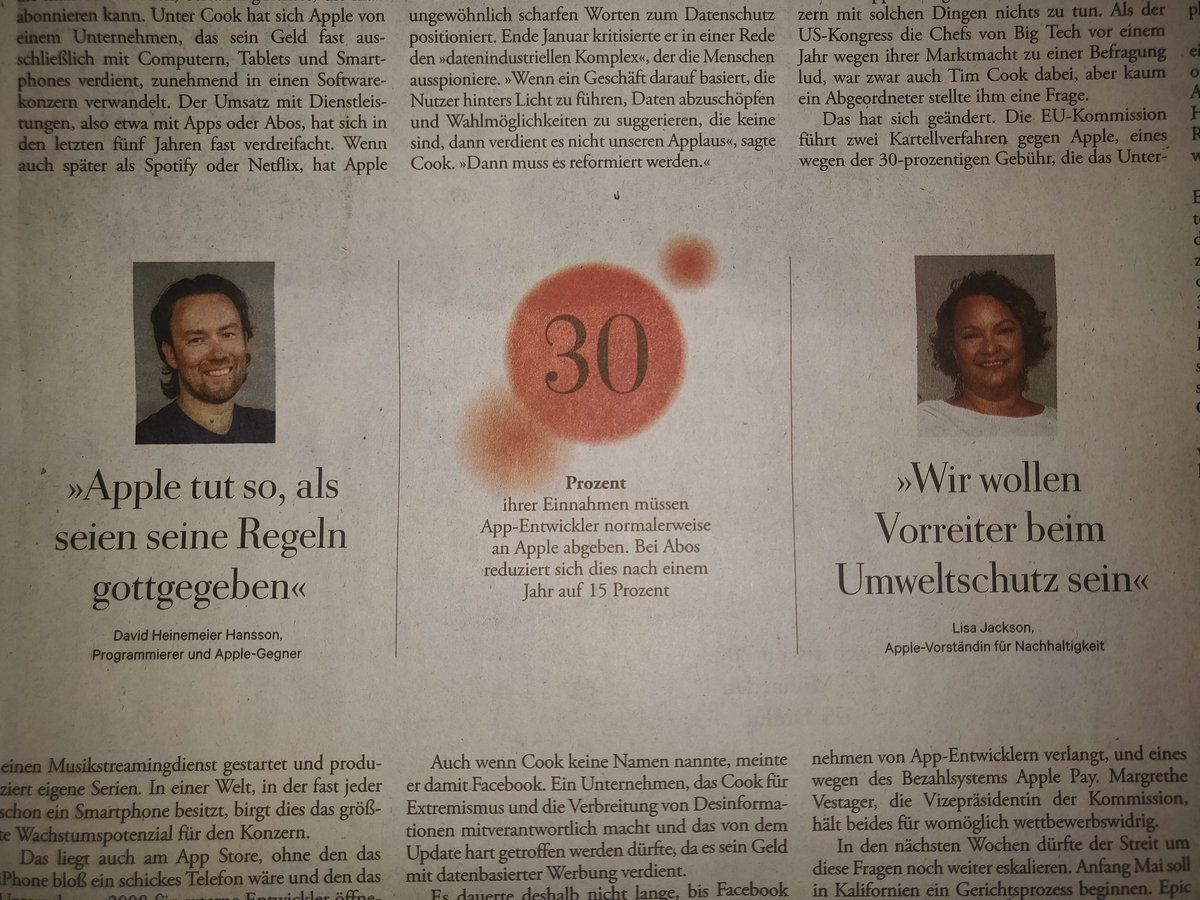 abonnieren kann. Unter Cook hat sich Apple von
einem Unternehmen, das sein Geld fast aus-
schließlich mit Computern, Tablets und Smart-
phones verdient, zunehmend in einen Software-
konzern verwandelt. Der Umsatz mit Dienstleis-
tungen, also etwa mit Apps oder Abos, hat sich in
den letzten fünf Jahren fast verdreifacht. Wenn
auch später als Spotify oder Netflix, hat Apple
»Apple tut so, als
seien seine Regeln
gottgegeben«
David Heinemeier Hansson,
Programmierer und Apple-Gegner
einen Musikstreamingdienst gestartet und produ-
ziert eigene Serien. In einer Welt, in der fast jeder
schon ein Smartphone besitzt, birgt dies das größ-
te Wachstumspotenzial für den Konzern.
Das liegt auch am App Store, ohne den das
iPhone bloß ein schickes Telefon wäre und den das
ungewöhnlich scharfen Worten zum Datenschutz
positioniert. Ende Januar kritisierte er in einer Rede
den »datenindustriellen Komplex«, der die Menschen
ausspioniere. »Wenn ein Geschäft darauf basiert, die
Nutzer hinters Licht zu führen, Daten abzuschöpfen
und Wahlmöglichkeiten zu suggerieren, die keine
sind, dann verdient es nicht unseren Applaus«, sagte
Cook. »Dann muss es reformiert werden.«
30
Prozent
ihrer Einnahmen müssen
App-Entwickler normalerweise
an Apple abgeben. Bei Abos
reduziert sich dies nach einem
Jahr auf 15 Prozent
Auch wenn Cook keine Namen nannte, meinte
er damit Facebook. Ein Unternehmen, das Cook für
Extremismus und die Verbreitung von Desinforma-
tionen mitverantwortlich macht und das von dem
Update hart getroffen werden dürfte, da es sein Geld
mit datenbasierter Werbung verdient.
Es dauerte deshalb nicht lange, bis Facebook
zern mit solchen Dingen nichts zu tun. Als der
US-Kongress die Chefs von Big Tech vor einem
Jahr wegen ihrer Marktmacht zu einer Befragung
lud, war zwar auch Tim Cook dabei, aber kaum
ein Abgeordneter stellte ihm eine Frage.
Das hat sich geändert. Die EU-Kommission
führt zwei Kartellverfahren gegen Apple, eines
wegen der 30-prozentigen Gebühr, die das Unter-
»Wir wollen
Vorreiter beim
Umweltschutz sein«
Lisa Jackson,
Apple-Vorständin für Nachhaltigkeit
nehmen von App-Entwicklern verlangt, und eines
wegen des Bezahlsystems Apple Pay. Margrethe
Vestager, die Vizepräsidentin der Kommission,
hält beides für womöglich wettbewerbswidrig.
In den nächsten Wochen dürfte der Streit um
diese Fragen noch weiter eskalieren. Anfang Mai soll
in Kalifornien ein Gerichtsprozess beginnen. Epic